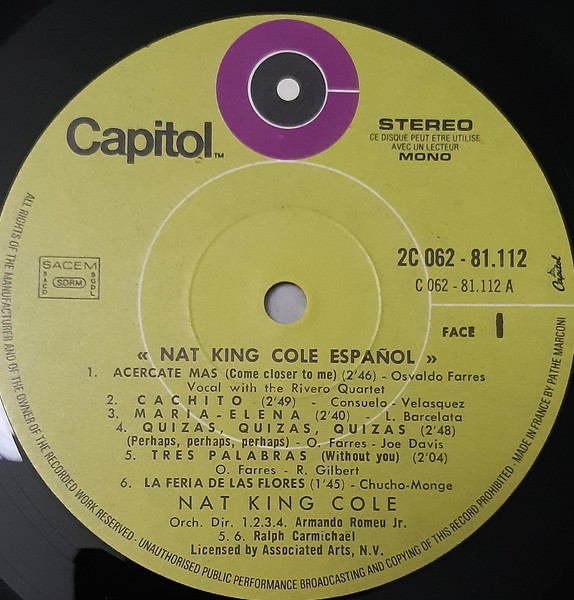 Capitol TM
STEREO
CE DISQUE PEUT ETRE UTILISE
AVEC UN LECTEUR
MONO
SACEM
SACD SDRM SGDL
2C 062 - 81.112
C 062 - 81.112 A
Capitol
FACE 1
« NAT KING COLE ESPAÑOL »
1. ACERCATE MAS (Come closer to me) (2'46) - Osvaldo Farres
Vocal with the Rivero Quartet
2. CACHITO (2'49) - Consuelo - Velasquez
3. MARIA-ELENA (2'40) - L. Barcelata
4. QUIZAS, QUIZAS, QUIZAS (2'48)
(Perhaps, perhaps, perhaps) - O. Farres - Joe Davis
5. TRES PALABRAS (Without you) (2'04)
O. Farres - R. Gilbert
6. LA FERIA DE LAS FLORES (1'45) - Chucho-Monge
NAT KING COLE
Orch. Dir. 1.2.3.4. Armando Romeu Jr.
5. 6. Ralph Carmichaël
Licensed by Associated Arts, N.V.
ALL RIGHTS OF THE MANUFACTURER AND OF THE OWNER OF THE RECORDED WORK RESERVED - UNAUTHORISED PUBLIC PERFORMANCE BROADCASTING AND COPYING OF THIS RECORD PROHIBITED - MADE IN FRANCE BY PATHE MARCONI